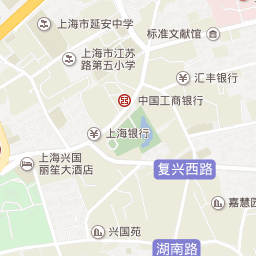 上海市延安中学
标准文献馆
上海市江苏
路第五小学
汇丰银行
中国工商银行
上海银行
上海兴国
丽笙大酒店
复兴西路
嘉慧
兴国苑
湖南路